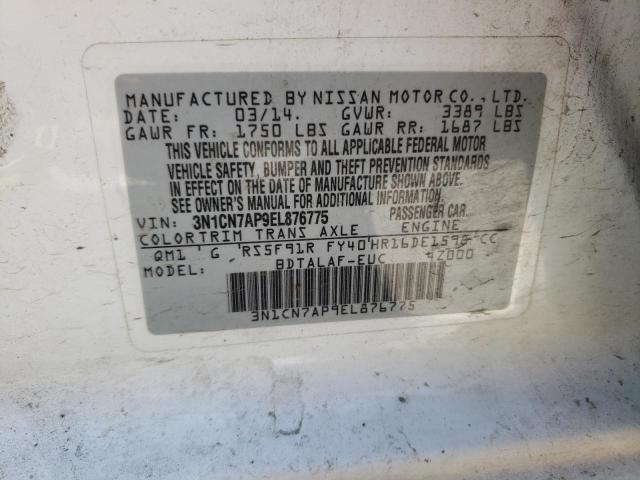 MANUFACTURED BY NISSAN MOTOR CO., LTD.
DATE: 03/14. GVWR: 3389 LBS
GAWR FR: 1750 LBS GAWR RR: 1687 LBS
THIS VEHICLE CONFORMS TO ALL APPLICABLE FEDERAL MOTOR
VEHICLE SAFETY, BUMPER AND THEFT PREVENTION STANDARDS
IN EFFECT ON THE DATE OF MANUFACTURE SHOWN ABOVE.
SEE OWNER'S MANUAL FOR ADDITIONAL INFORMATION.
VIN: 3N1CN7AP9EL876775 PASSENGER CAR
COLOR TRIM TRANS AXLE ENGINE
QM1 G RS5F91R FY40 HR16DE1598 CC
MODEL: BDTALAF-EUC 42000
3N1CN7AP9EL876775